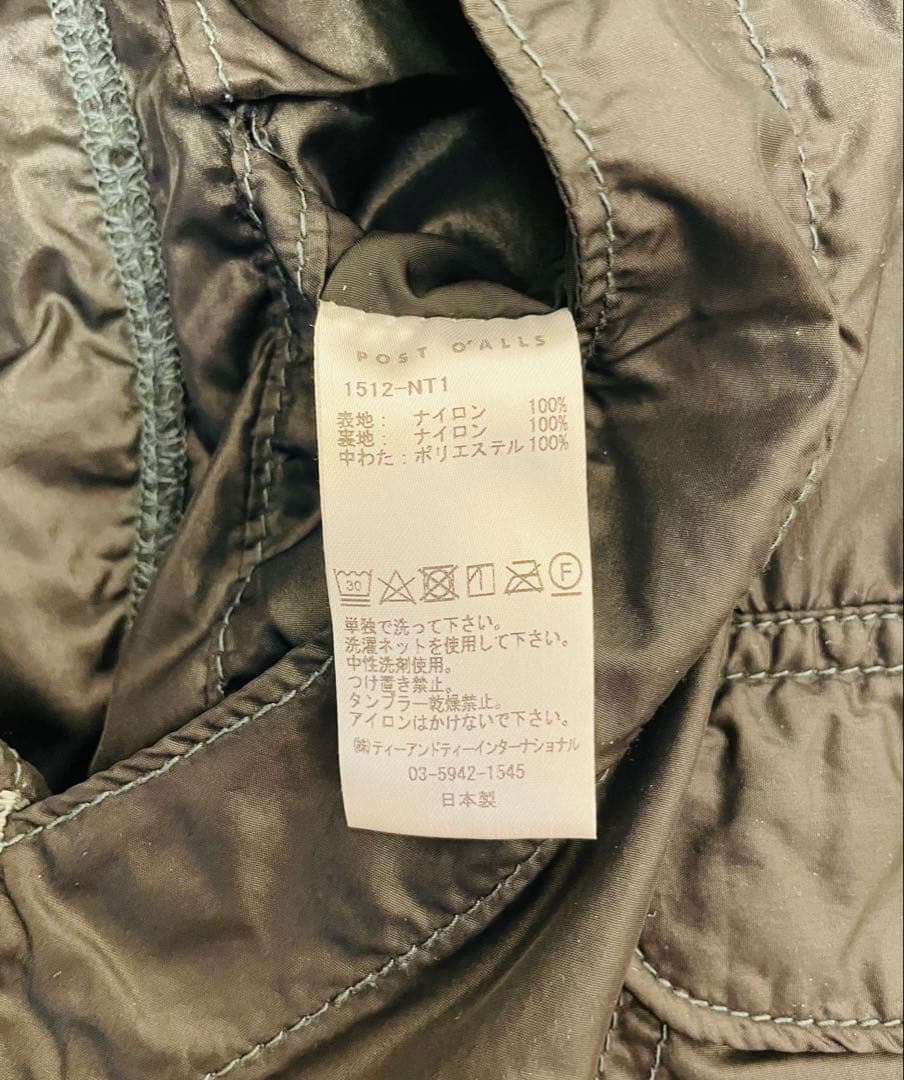 POST O'ALLS
1512-NT1
表地： ナイロン 100%
裏地： ナイロン 100%
中わた：ポリエステル 100%
30 F
単独で洗って下さい。
洗濯ネットを使用して下さい。
中性洗剤使用。
つけ置き禁止。
タンブラー乾燥禁止。
アイロンはかけないで下さい。
㈱ティーアンドティーインターナショナル
03-5942-1545
日本製